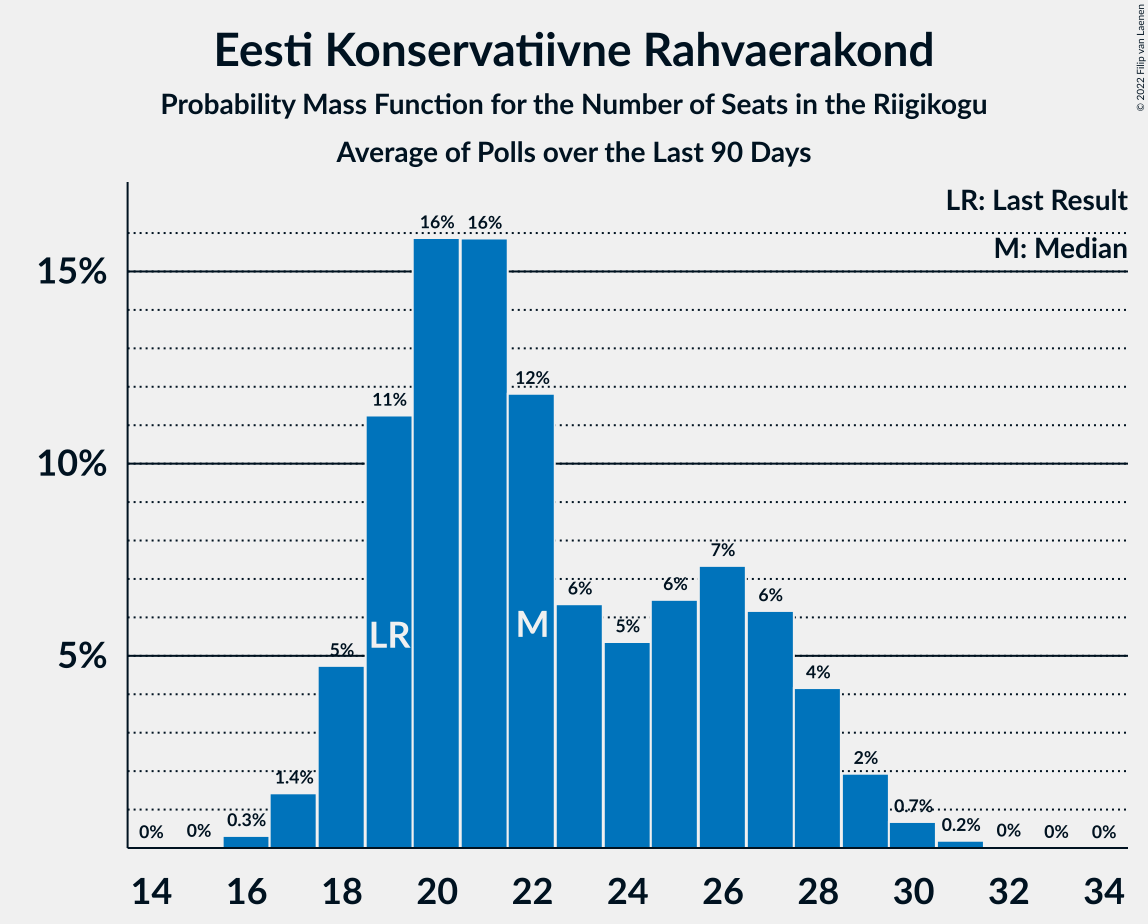 Eesti Konservatiivne Rahvaerakond
Probability Mass Function for the Number of Seats in the Riigikogu
Average of Polls over the Last 90 Days
© 2022 Filip van Laenen
LR: Last Result
M: Median
15%
10%
5%
0%
0%
0.3%
1.4%
5%
11%
16%
16%
12%
6%
5%
6%
7%
6%
4%
2%
0.7%
0.2%
0%
0%
0%
LR
M
14 16 18 20 22 24 26 28 30 32 34